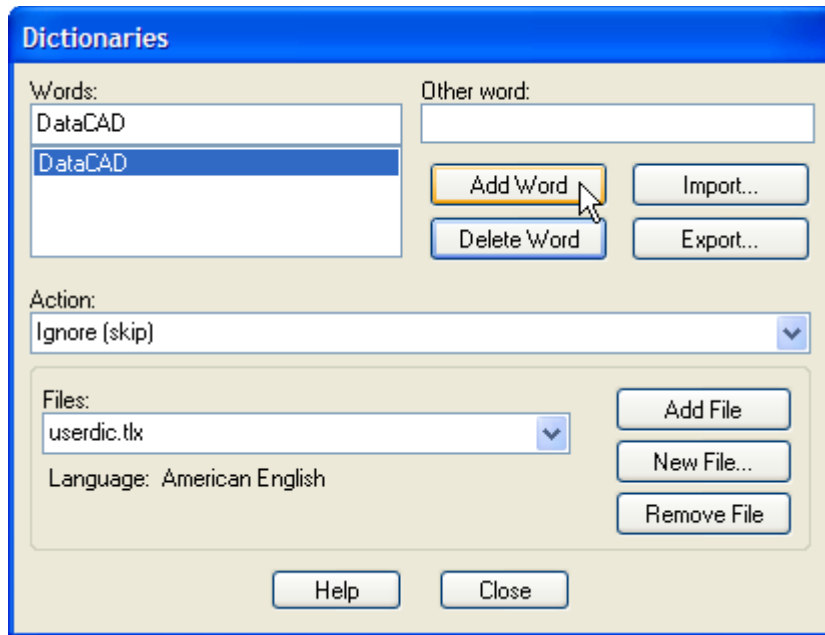 Dictionaries
Words:
Other word:
DataCAD
DataCAD
Add Word
Import...
Delete Word
Export...
Action:
Ignore (skip)
Files:
userdic.tlx
Language: American English
Add File
New File...
Remove File
Help
Close